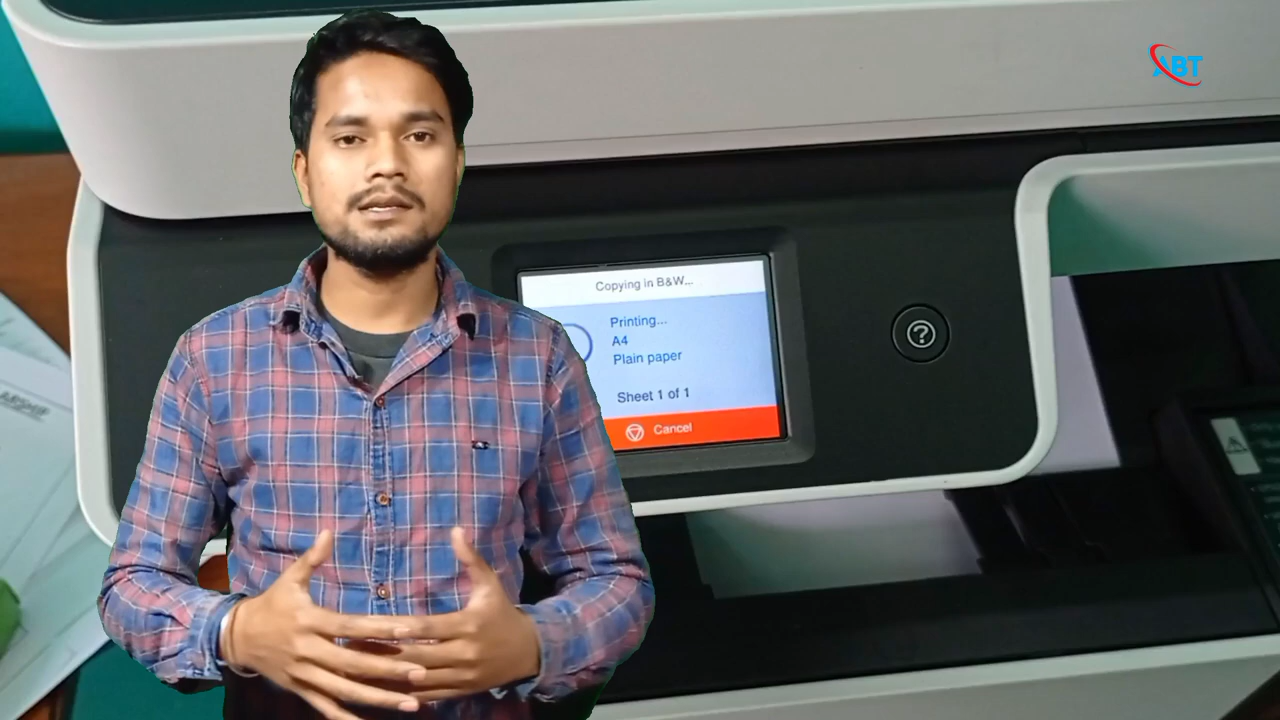 ABT
Copying in B&W...
Printing...
A4
Plain paper
Sheet 1 of 1
Cancel
?